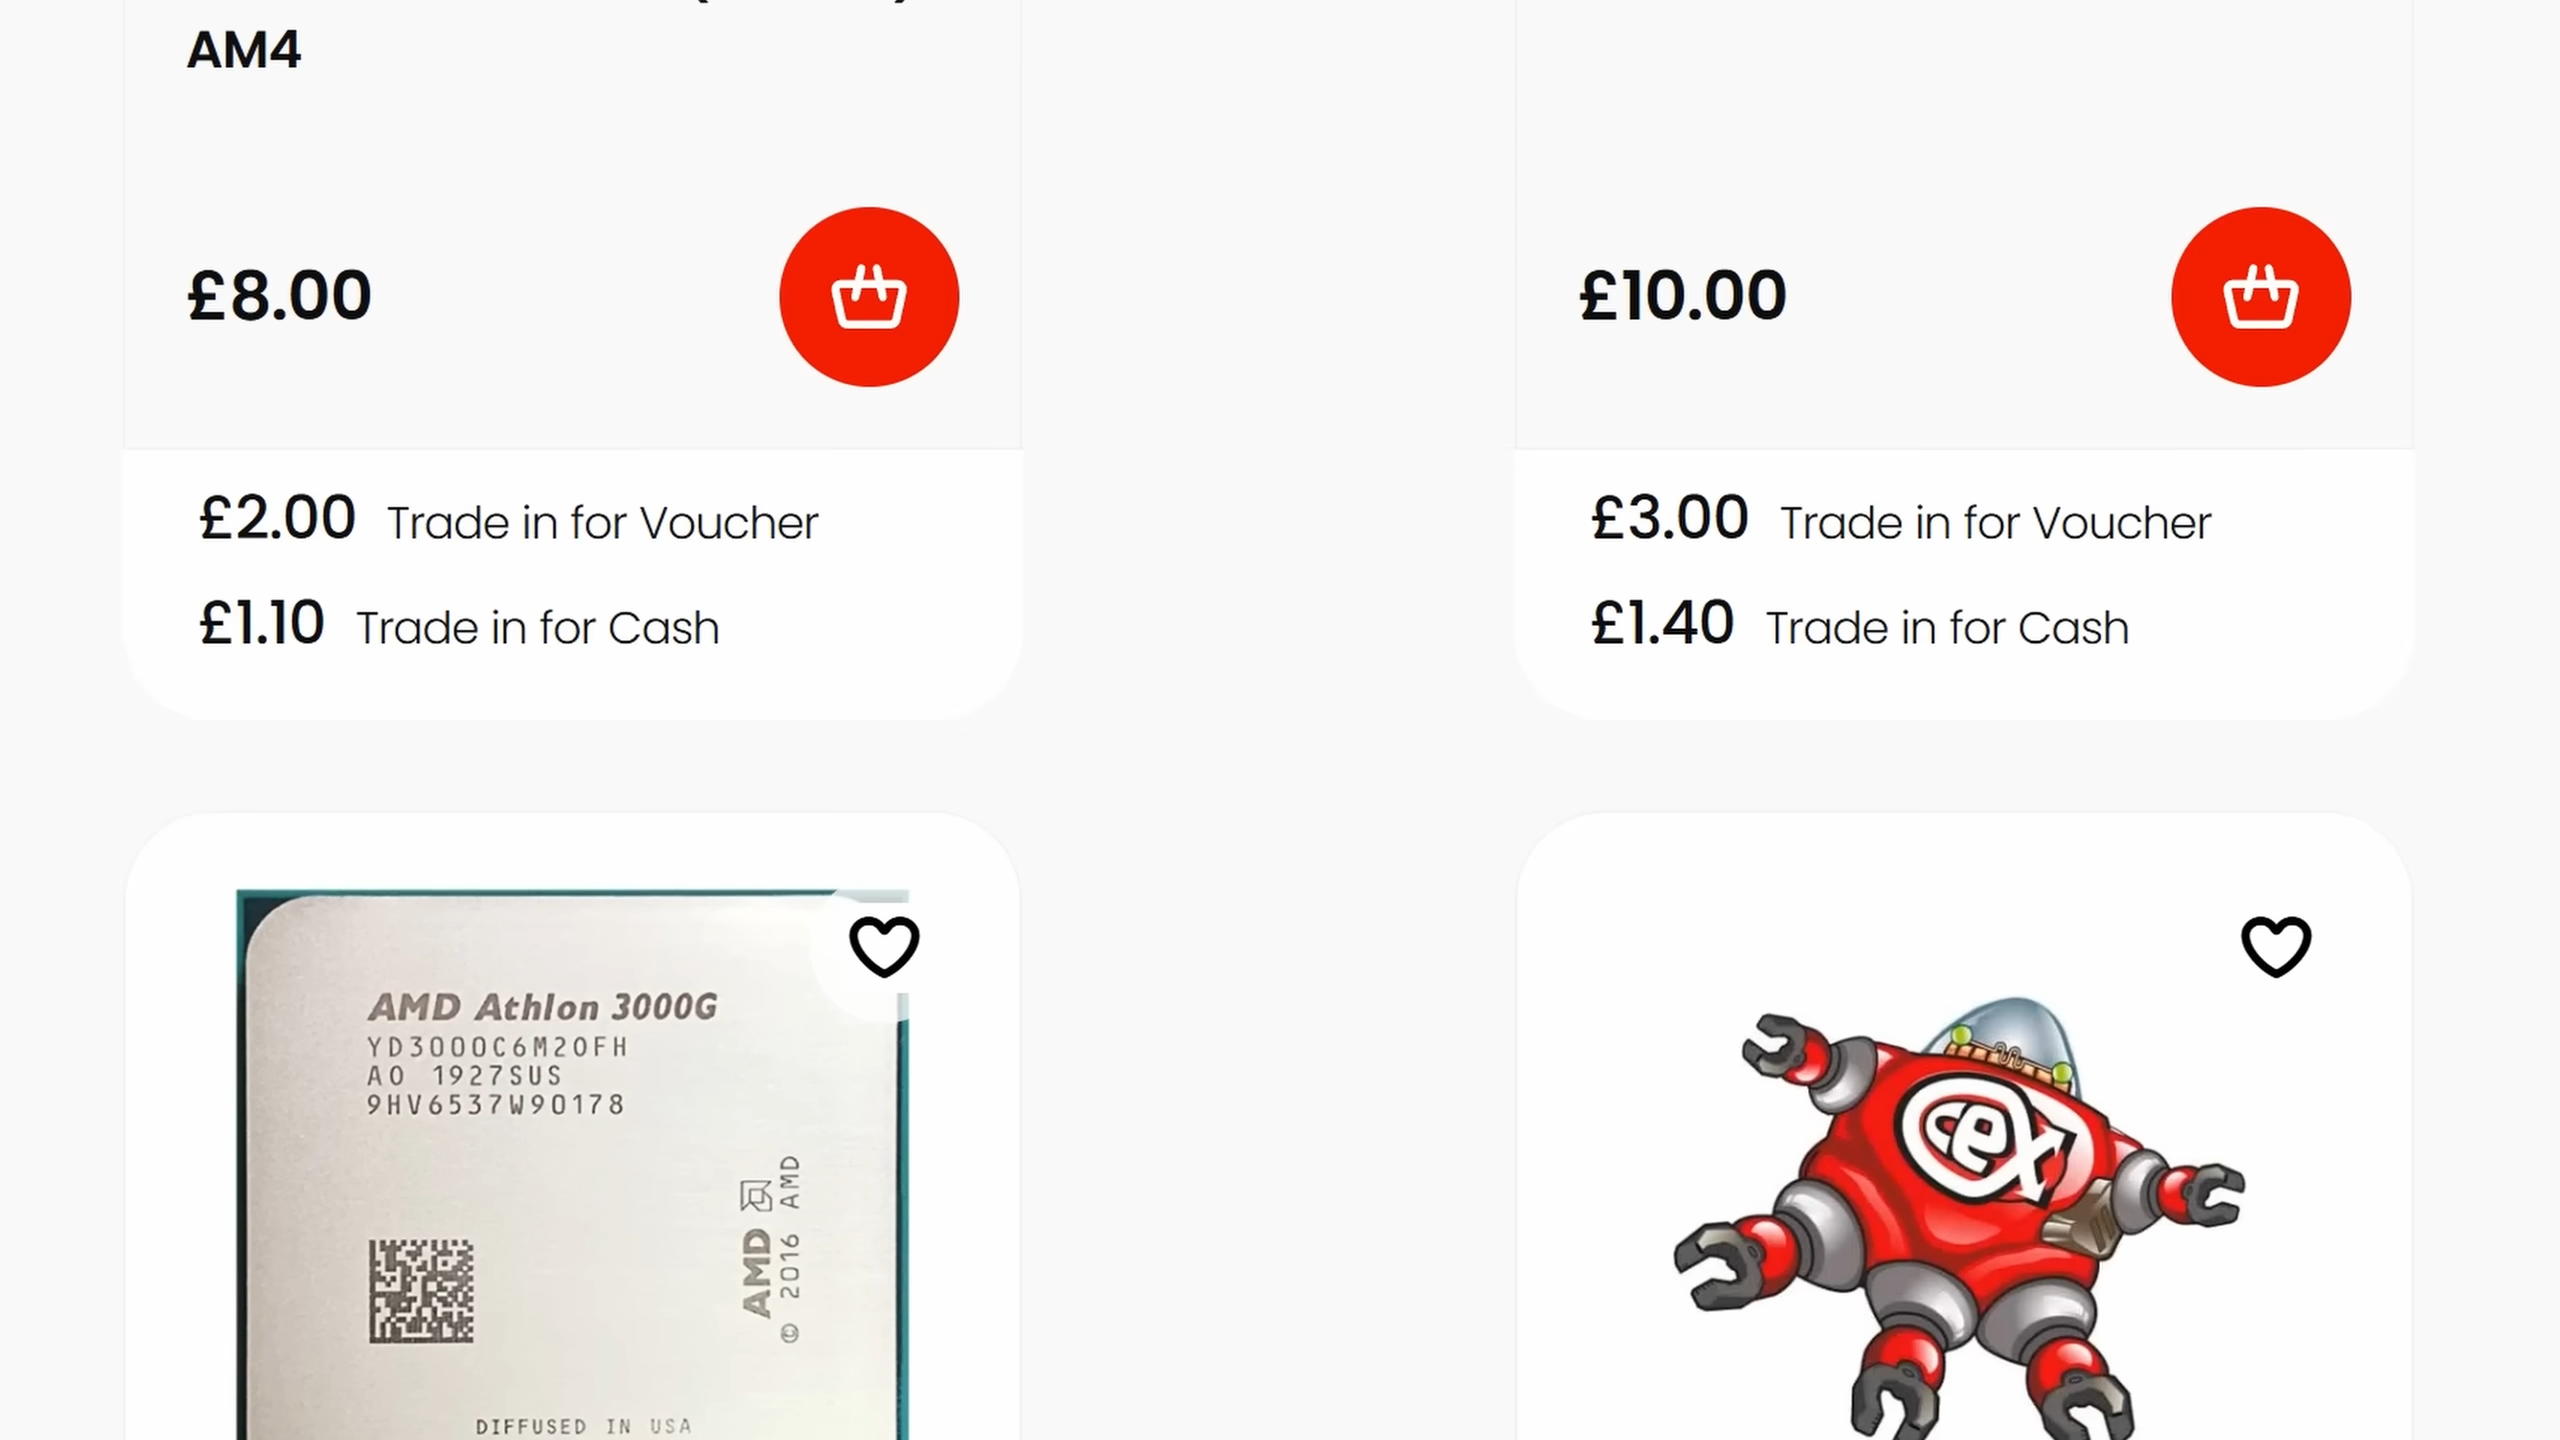 AM4
£8.00
£2.00 Trade in for Voucher
£1.10 Trade in for Cash
£10.00
£3.00 Trade in for Voucher
£1.40 Trade in for Cash
AMD Athlon 3000G
YD3000C6M20FH
AO 1927SUS
9HV6537W90178
AMD
© 2016 AMD
DIFFUSED IN USA
cex